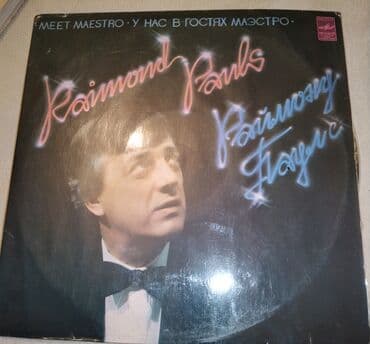 MEET MAESTRO · У НАС В ГОСТЯХ МАЭСТРО ·
Raimond Pauls
Раймонд
Паулс